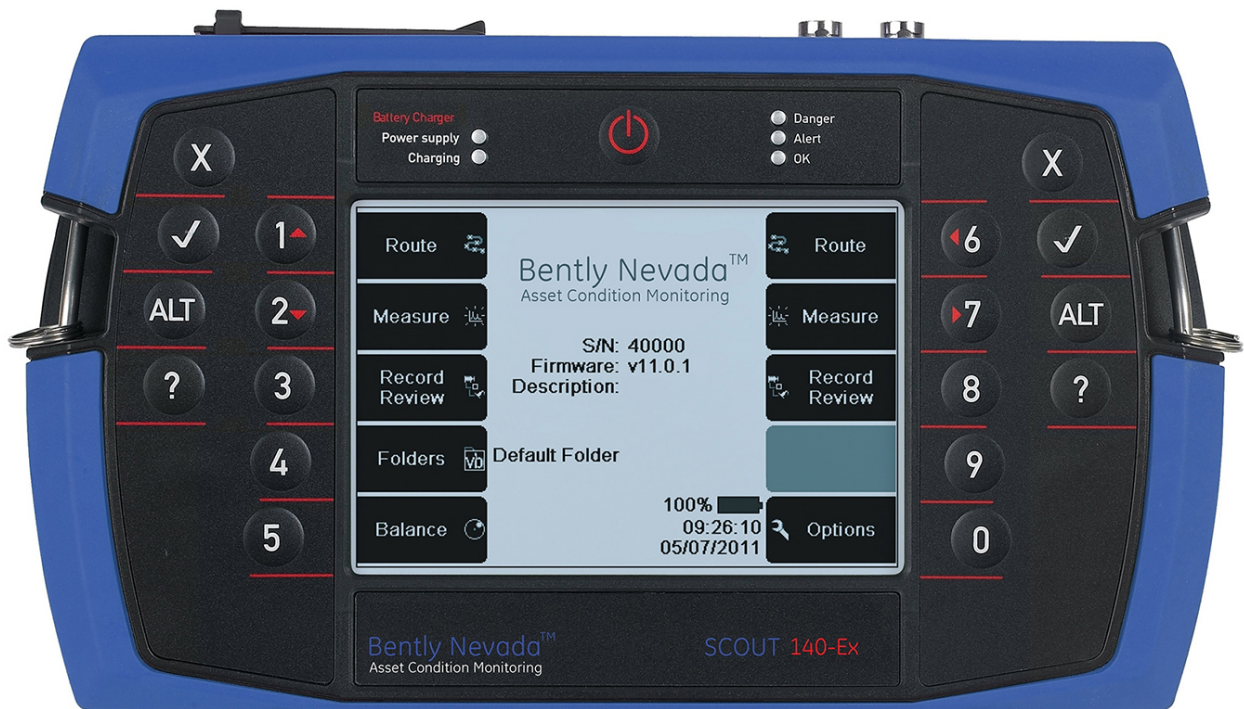 Battery Charger
Power supply
Charging
Danger
Alert
OK
X
✓
ALT
?
1
2
3
4
5
Route
Measure
Record
Review
Folders
Balance
Bently Nevada™
Asset Condition Monitoring
S/N: 40000
Firmware: v11.0.1
Description:
Default Folder
100%
09:26:10
05/07/2011
Route
Measure
Record
Review
Options
6
7
8
9
0
X
✓
ALT
?
Bently Nevada™
Asset Condition Monitoring
SCOUT 140-Ex